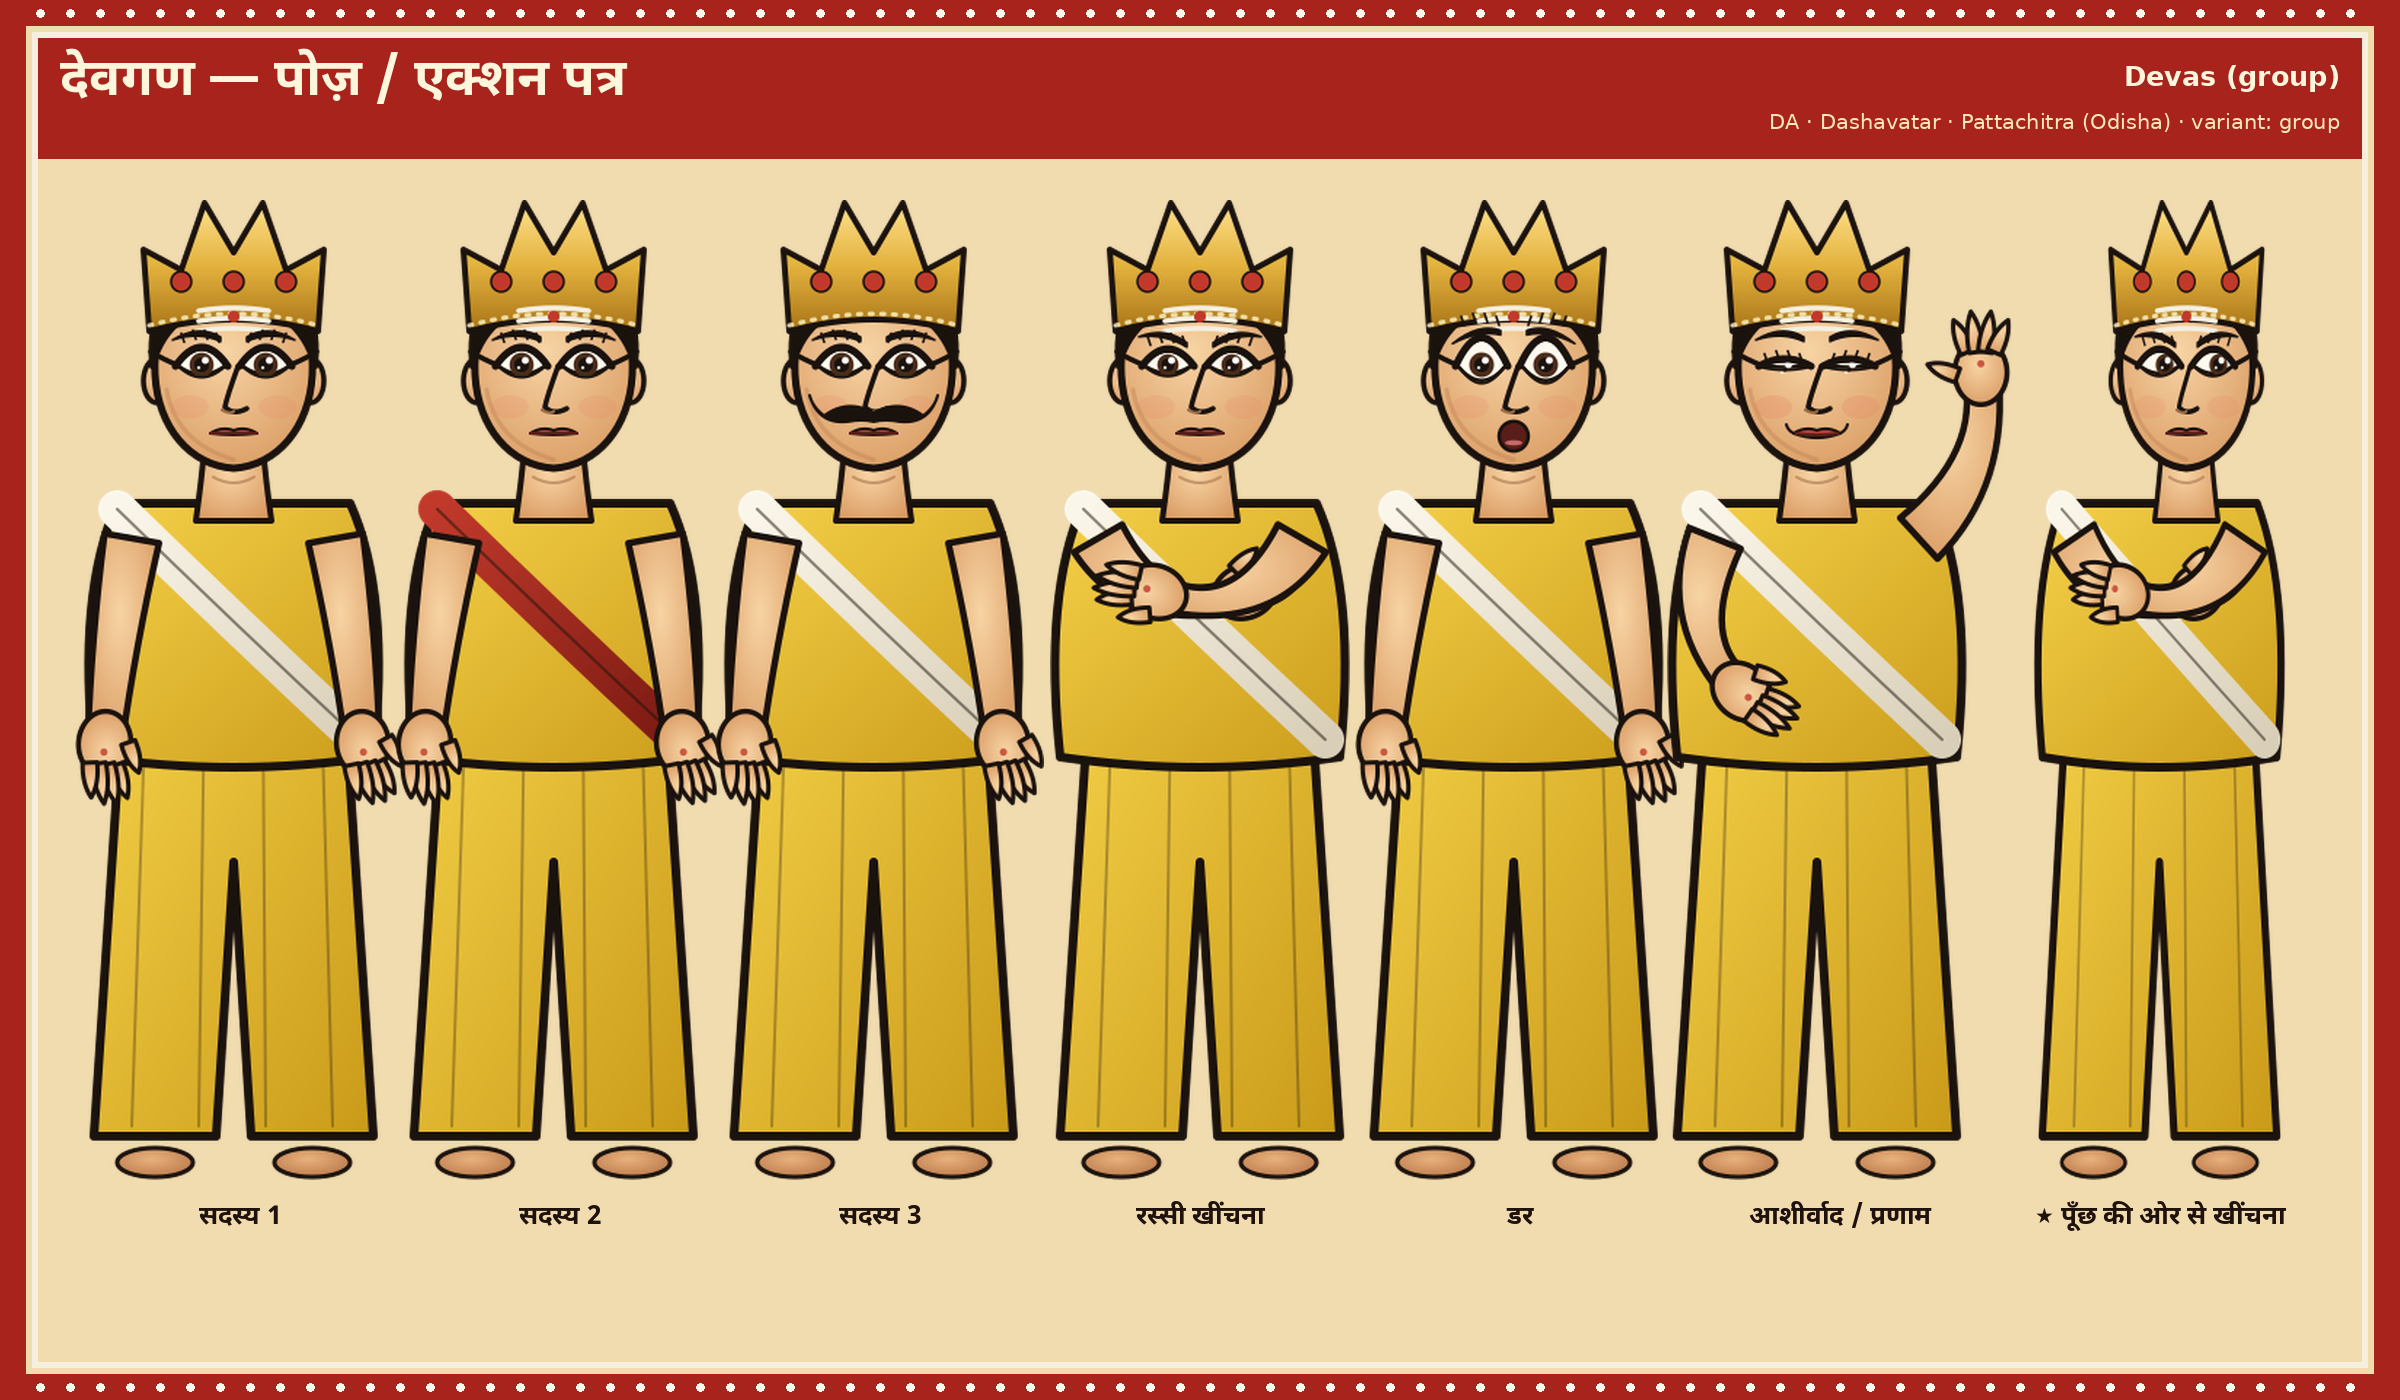 देवगण — पोज़ / एक्शन पत्र
Devas (group)
DA · Dashavatar · Pattachitra (Odisha) · variant: group
सदस्य 1
सदस्य 2
सदस्य 3
रस्सी खींचना
डर
आशीर्वाद / प्रणाम
★ पूँछ की ओर से खींचना